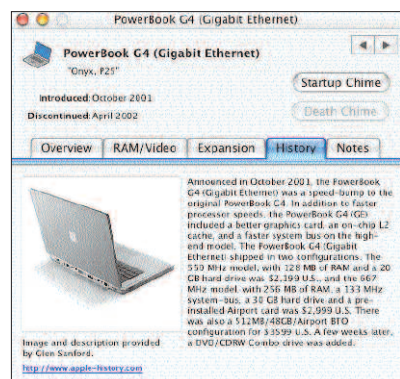 PowerBook G4 (Gigabit Ethernet)
PowerBook G4 (Gigabit Ethernet)
"Onyx, P25"
Startup Chime
Introduced: October 2001
Death Chime
Discontinued: April 2002
Overview
RAM/Video
Expansion
History
Notes
Announced in October 2001, the PowerBook
G4 (Gigabit Ethernet) was a speed-bump to the
original PowerBook G4. In addition to faster
processor speeds, the PowerBook G4 (GE)
included a better graphics card, an on-chip L2
cache, and a faster system bus on the high-
end model. The PowerBook G4 (Gigabit
Ethernet) shipped in two configurations. The
550 MHz model, with 128 MB of RAM and a 20
GB hard drive was $2,199 U.S., and the 667
MHz model, with 256 MB of RAM, a 133 MHz
system-bus, a 30 GB hard drive and a pre-
installed Airport card was $2,999 U.S. There
was also a 512MB/48GB/Airport BTO
configuration for $3599 U.S. A few weeks later,
a DVD/CDRW Combo drive was added.
Image and description provided
by Glen Sanford.
http://www.apple-history.com